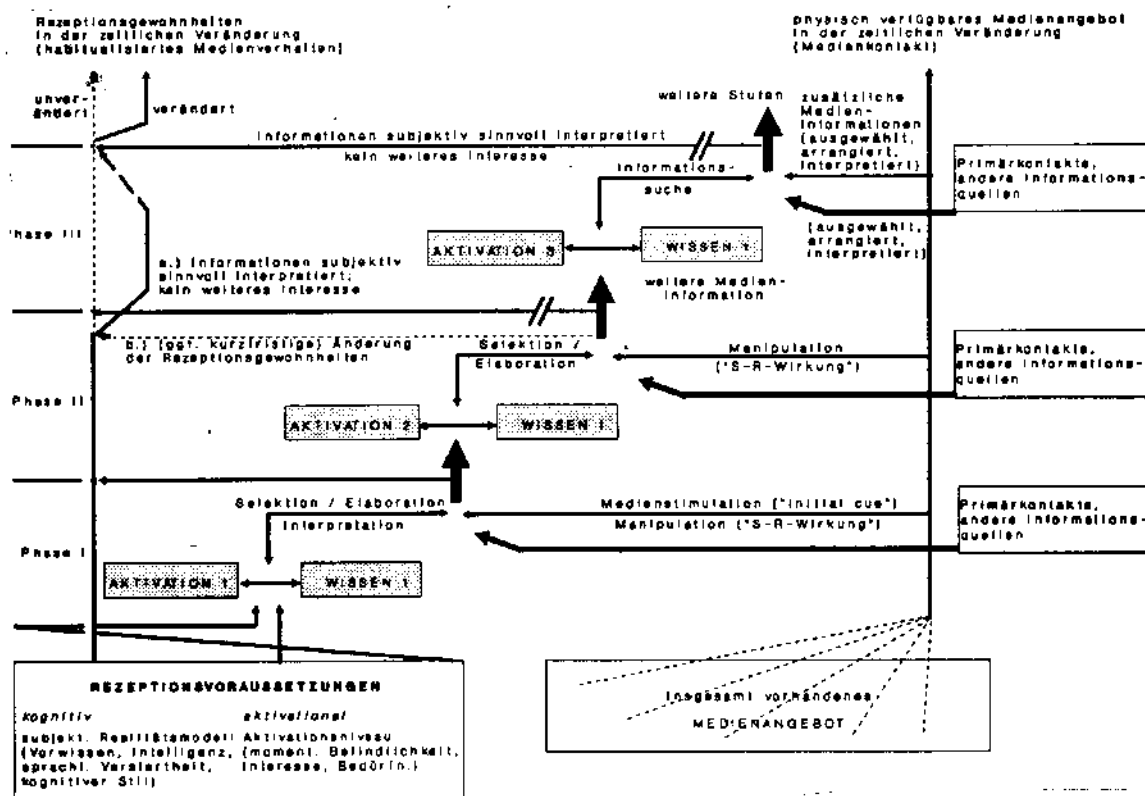 Rezeptionsgewohnheiten
in der zeitlichen Veränderung
(habitualisiertes Medienverhalten)
physisch verfügbares Medienangebot
in der zeitlichen Veränderung
(Medienkontakt)
unver-
ändert
verändert
weitere Stufen
zusätzliche
Medien-
informationen
(ausgewählt,
arrangiert,
interpretiert)
Informationen subjektiv sinnvoll interpretiert
kein weiteres Interesse
Informations-
suche
Primärkontakte,
andere Informations-
quellen
(ausgewählt,
arrangiert,
interpretiert)
Phase III
AKTIVATION 3
WISSEN
a.) Informationen subjektiv
sinnvoll interpretiert;
kein weiteres Interesse
weitere Medien-
information
b.) (ggf. kurzfristige) Änderung
der Rezeptionsgewohnheiten
Selektion /
Elaboration
Manipulation
("S-R-Wirkung")
Primärkontakte,
andere Informations-
quellen
Phase II
AKTIVATION 2
WISSEN
Selektion / Elaboration
Interpretation
Medienstimulation ("initial cue")
Manipulation ("S-R-Wirkung")
Primärkontakte,
andere Informations-
quellen
Phase I
AKTIVATION 1
WISSEN 1
REZEPTIONSVORAUSSETZUNGEN
kognitiv aktivational
subjekt. Realitätsmodell Aktivationsniveau
(Vorwissen, Intelligenz, (moment. Befindlichkeit,
sprachl. Versiertheit, Interesse, Bedürfn.)
kognitiver Stil)
insgesamt vorhandenes
MEDIENANGEBOT